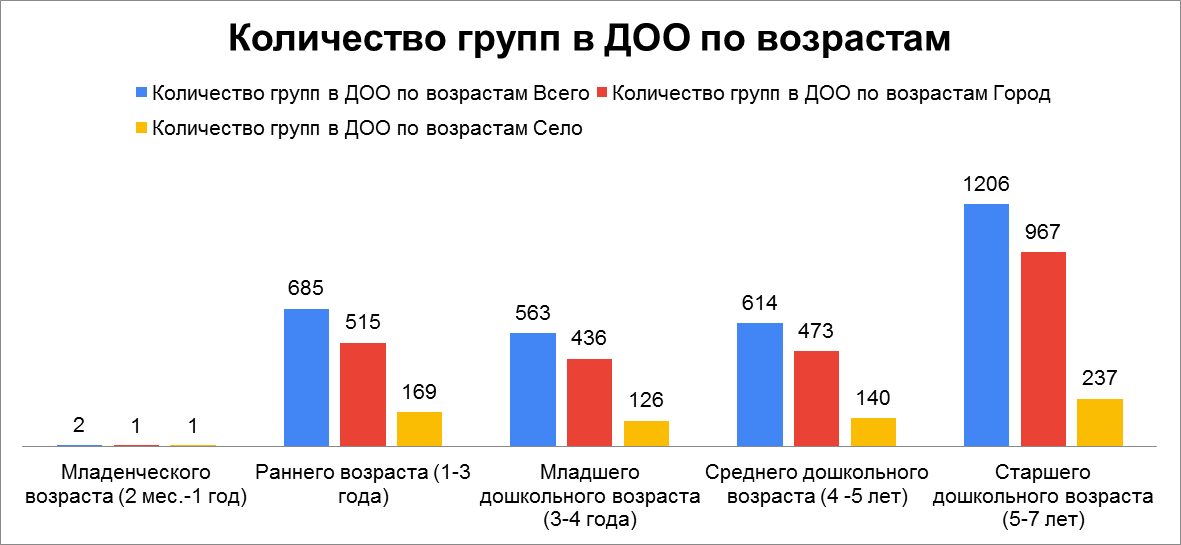 Количество групп в ДОО по возрастам
Количество групп в ДОО по возрастам Всего
Количество групп в ДОО по возрастам Город
Количество групп в ДОО по возрастам Село
2
1
1
685
515
169
563
436
126
614
473
140
1206
967
237
Младенческого
возраста (2 мес.-1 год)
Раннего возраста (1-3
года)
Младшего
дошкольного возраста
(3-4 года)
Среднего дошкольного
возраста (4 -5 лет)
Старшего
дошкольного возраста
(5-7 лет)